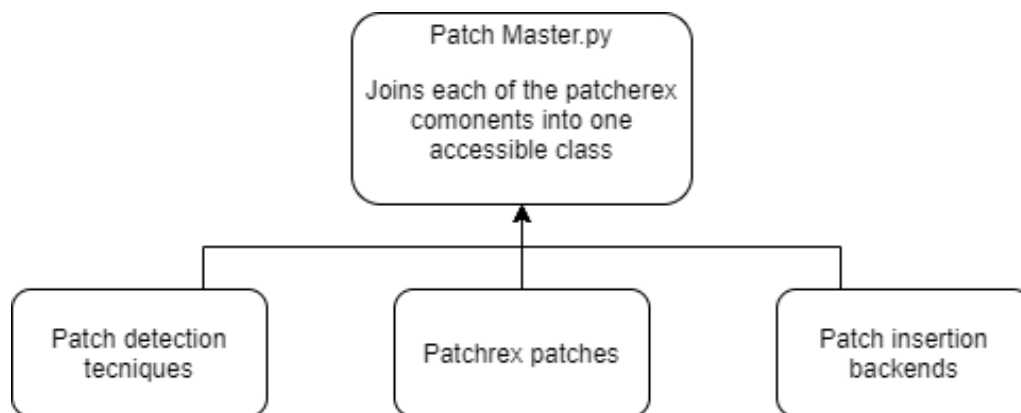 Patch Master.py
Joins each of the patcherex
comonents into one
accessible class
Patch detection
tecniques
Patchrex patches
Patch insertion
backends